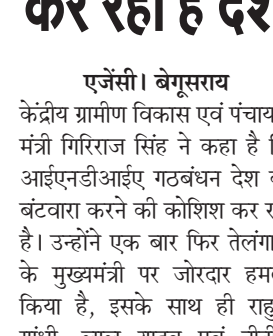 कर रहा है
एजेंसी। बेगूसराय
केंद्रीय ग्रामीण विकास एवं
मंत्री गिरिराज सिंह ने कहा है
आईएनडीआईए गठबंधन देश
बंटवारा करने की कोशिश कर
है। उन्होंने एक बार फिर
के मुख्यमंत्री पर जोरदार
किया है, इसके साथ ही